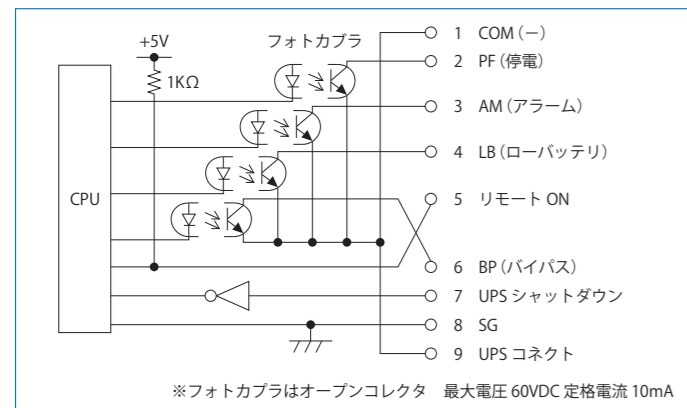 +5V
フォトカプラ
1KΩ
CPU
1 COM（−）
2 PF（停電）
3 AM（アラーム）
4 LB（ローバッテリ）
5 リモート ON
6 BP（バイパス）
7 UPS シャットダウン
8 SG
9 UPS コネクト
※フォトカプラはオープンコレクタ　最大電圧 60VDC 定格電流 10mA